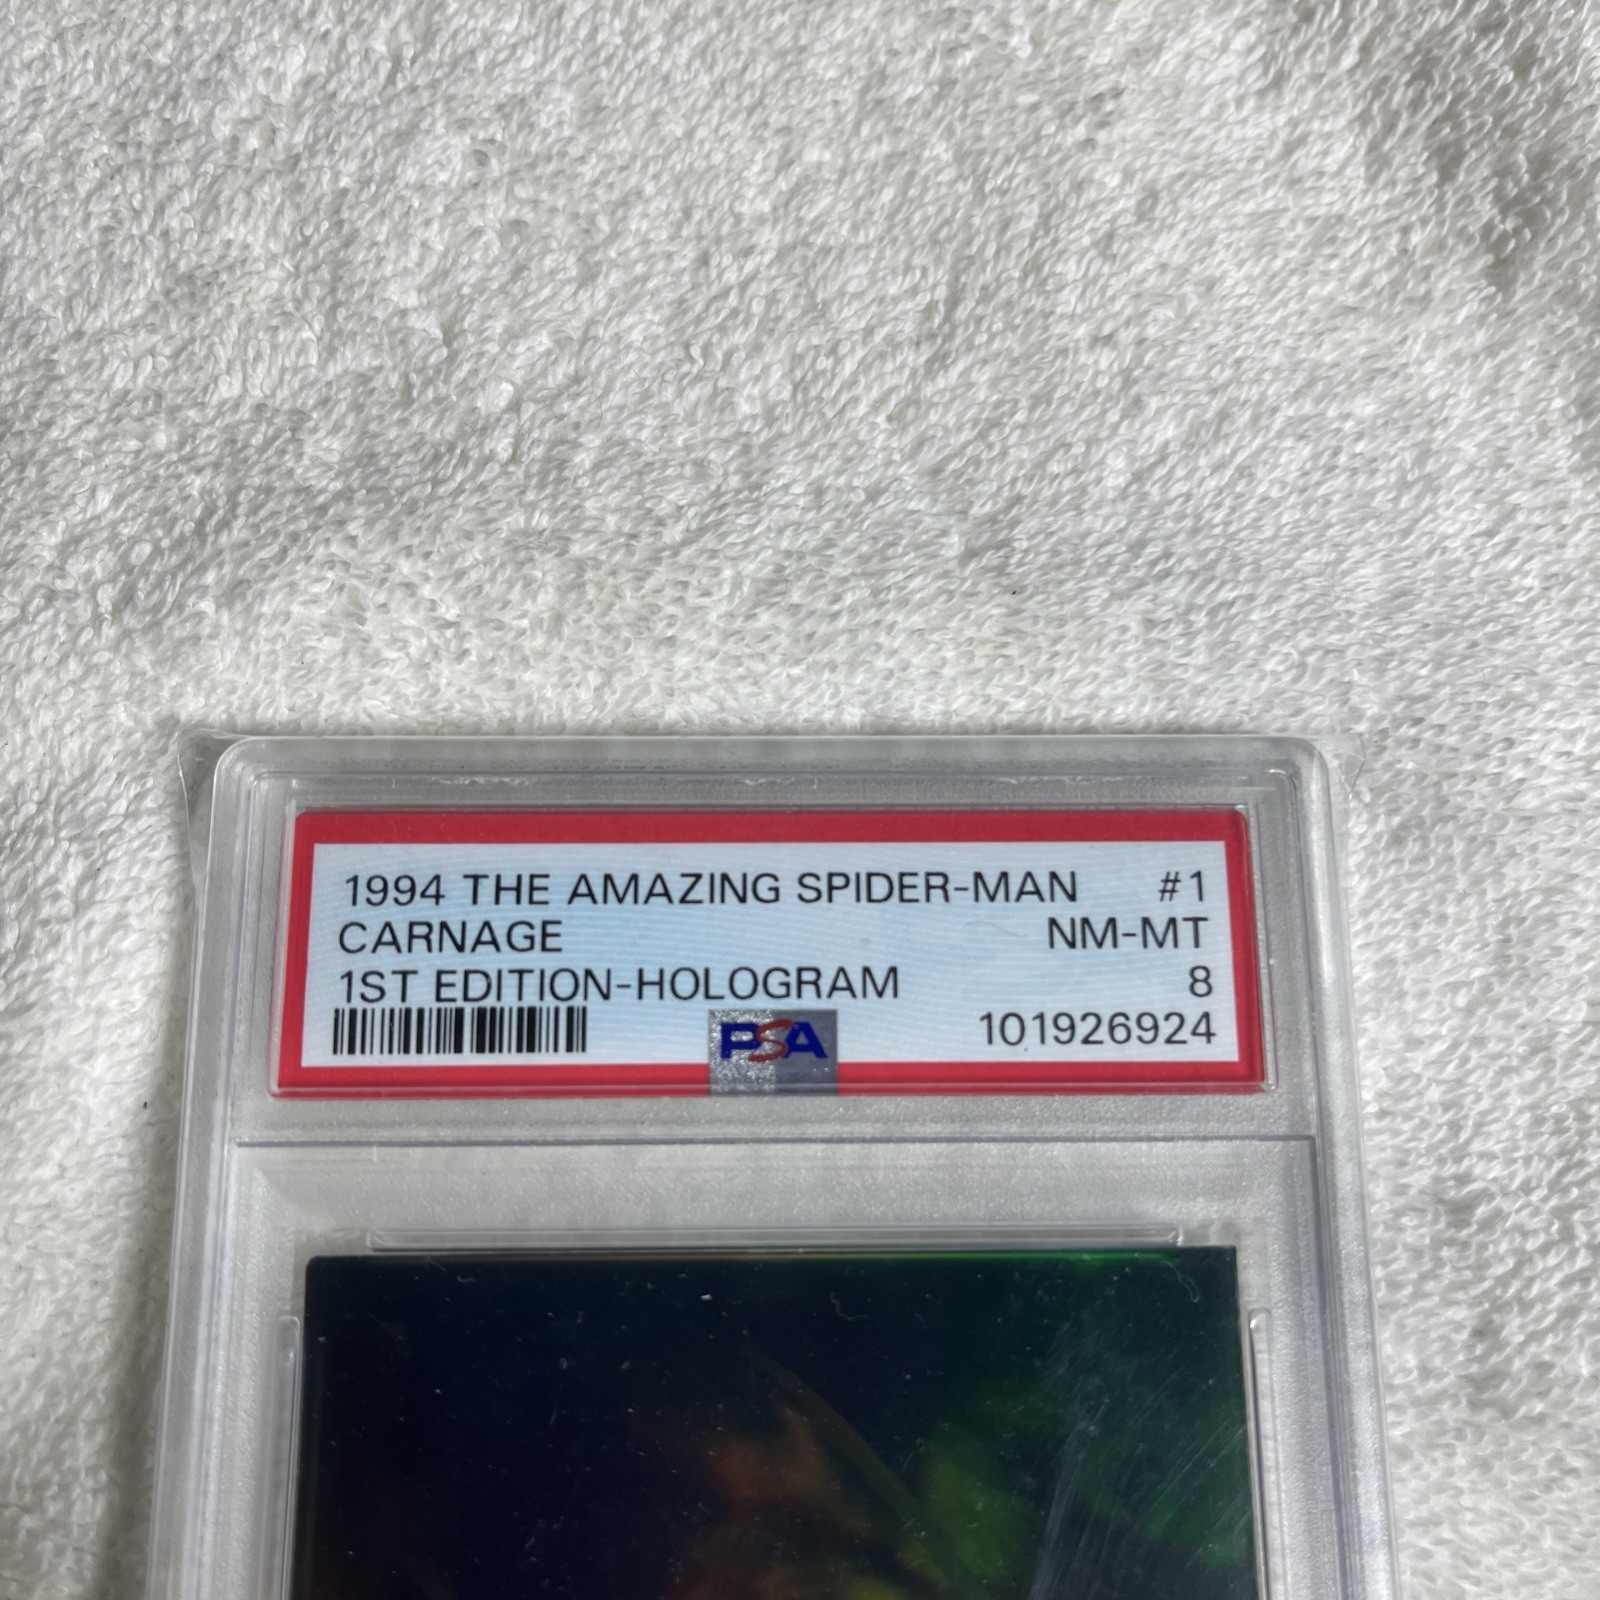 1994 THE AMAZING SPIDER-MAN #1
CARNAGE NM-MT
1ST EDITION-HOLOGRAM 8
PSA 101926924